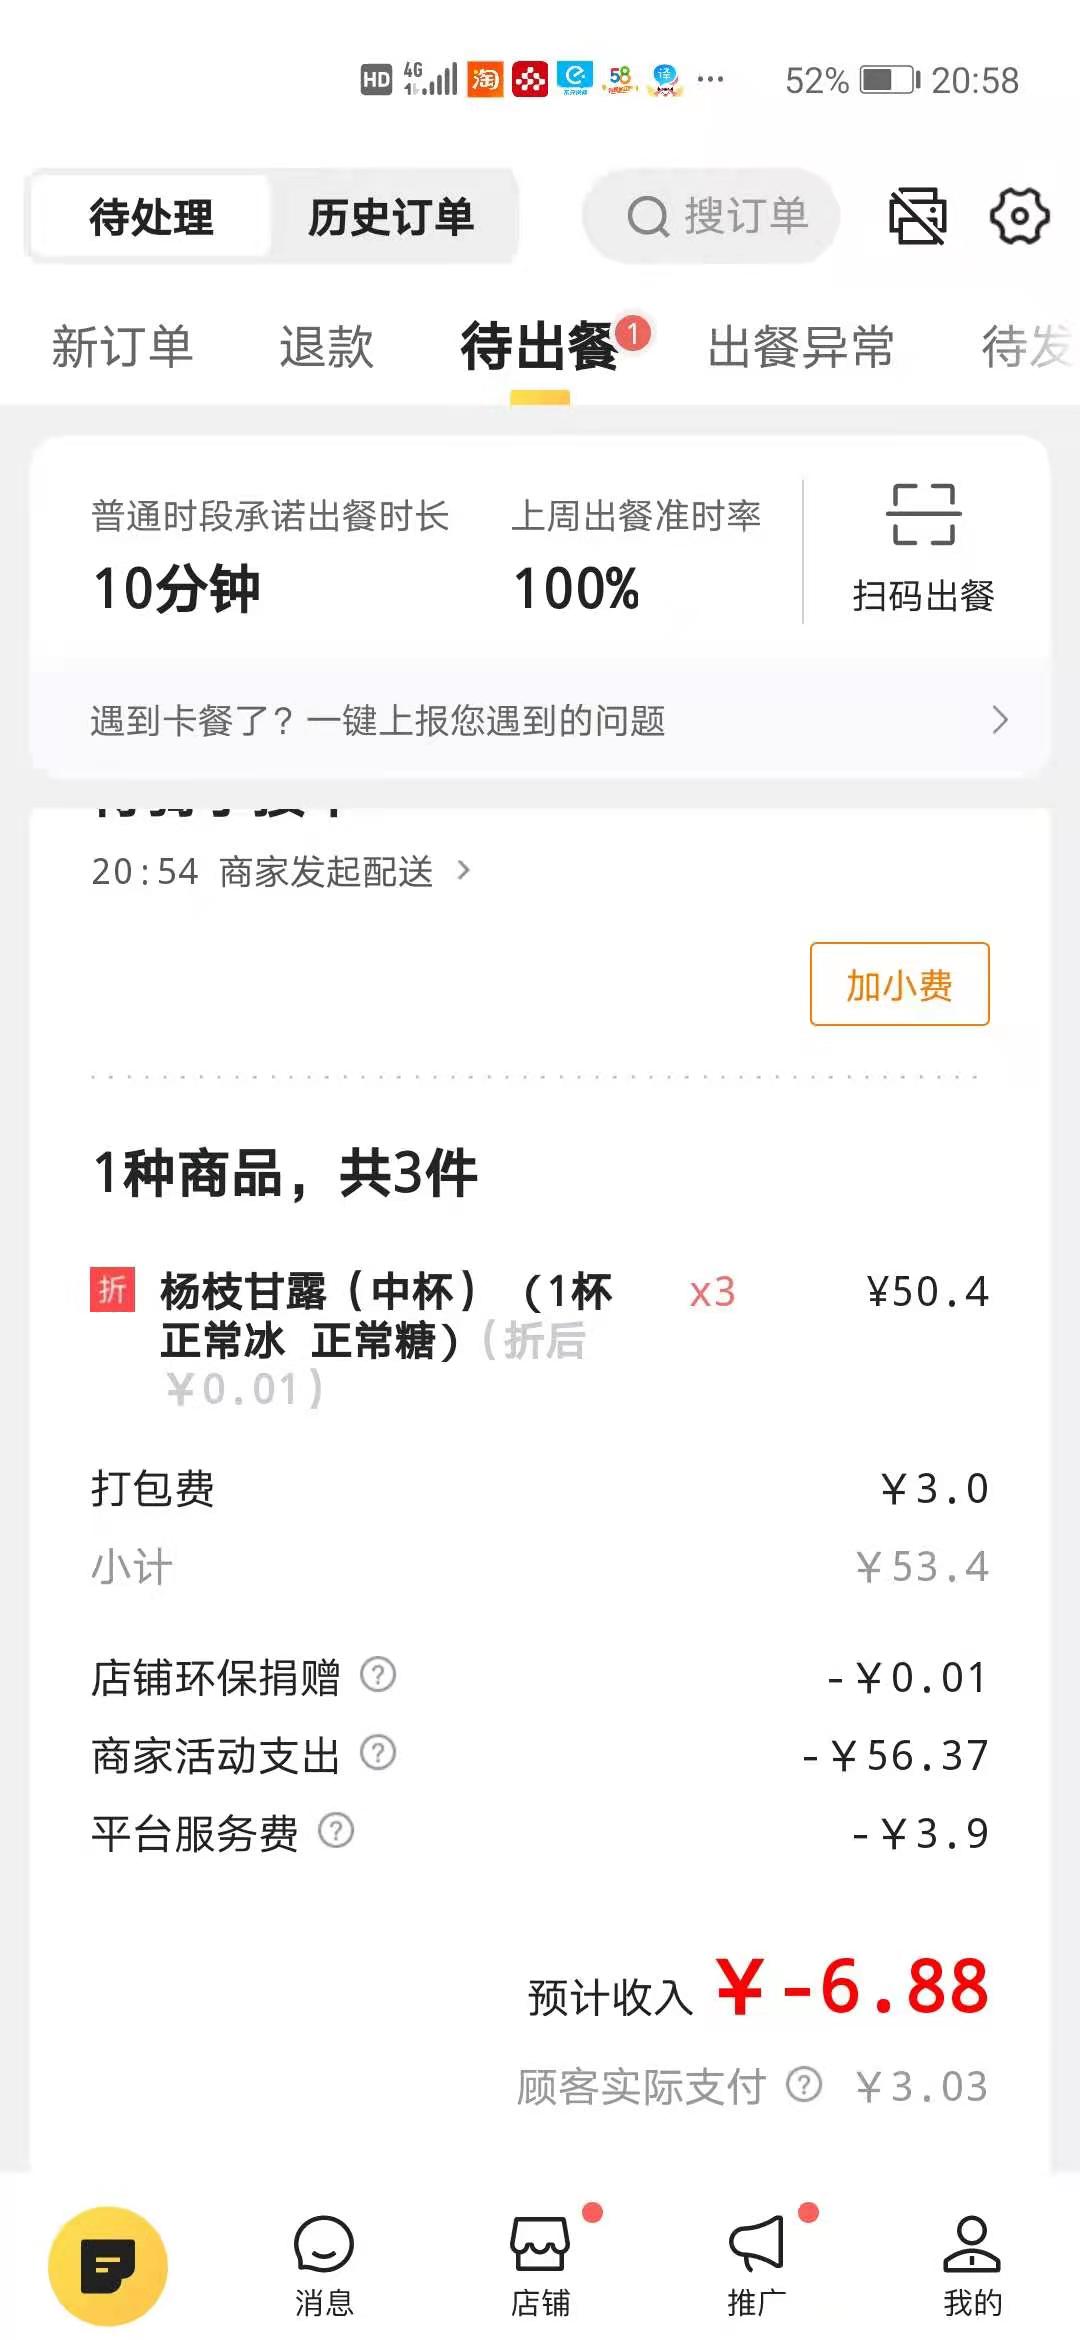 HD 4G 淘 58 译 ... 52% 20:58
待处理 历史订单 搜订单
新订单 退款 待出餐 1 出餐异常 待发
普通时段承诺出餐时长 上周出餐准时率
10分钟 100%
扫码出餐
遇到卡餐了？一键上报您遇到的问题
20:54 商家发起配送
加小费
1种商品，共3件
折 杨枝甘露（中杯）（1杯 x3 ¥50.4
正常冰 正常糖）（折后
¥0.01）
打包费 ¥3.0
小计 ¥53.4
店铺环保捐赠 ? -¥0.01
商家活动支出 ? -¥56.37
平台服务费 ? -¥3.9
预计收入 ¥-6.88
顾客实际支付 ? ¥3.03
消息 店铺 推广 我的